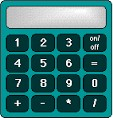 1 2 3 on/off
4 5 6 =
7 8 9 0
+ - * /